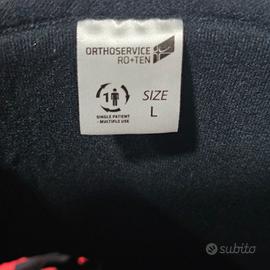 ORTHOSERVICE
RO+TEN
1
SINGLE PATIENT
- MULTIPLE USE
SIZE
L
subito